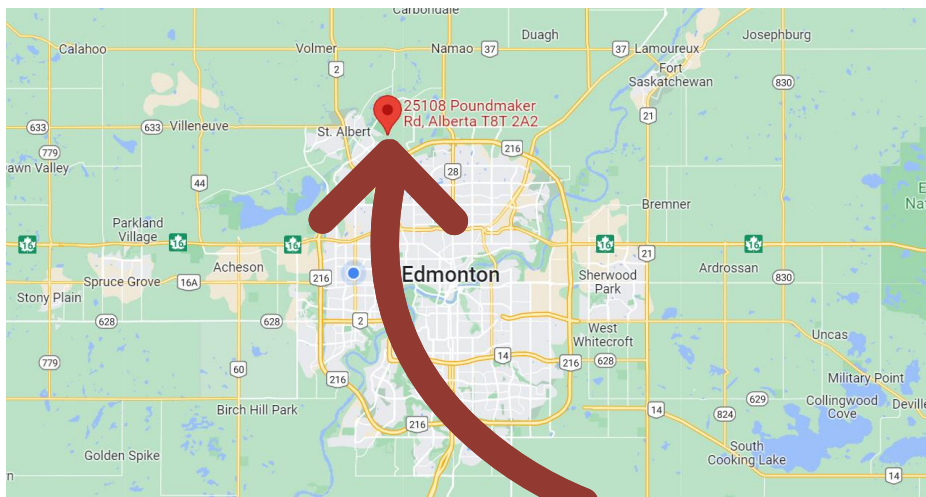 Carbondale
Calahoo
Volmer
Namao
37
Duagh
37
Lamoureux
Josephburg
2
Fort
Saskatchewan
830
25108 Poundmaker
Rd, Alberta T8T 2A2
21
633
633
Villeneuve
St. Albert
216
779
awn Valley
28
44
E
Na
Bremner
Parkland
Village
16
16
16
16
16
21
Acheson
216
Edmonton
Sherwood
Park
Ardrossan
830
Spruce Grove
16A
Stony Plain
628
628
2
West
Whitecroft
Uncas
779
60
14
216
628
216
Military Point
629
Collingwood
Cove
Deville
Birch Hill Park
14
824
216
South
Cooking Lake
Golden Spike
14
n